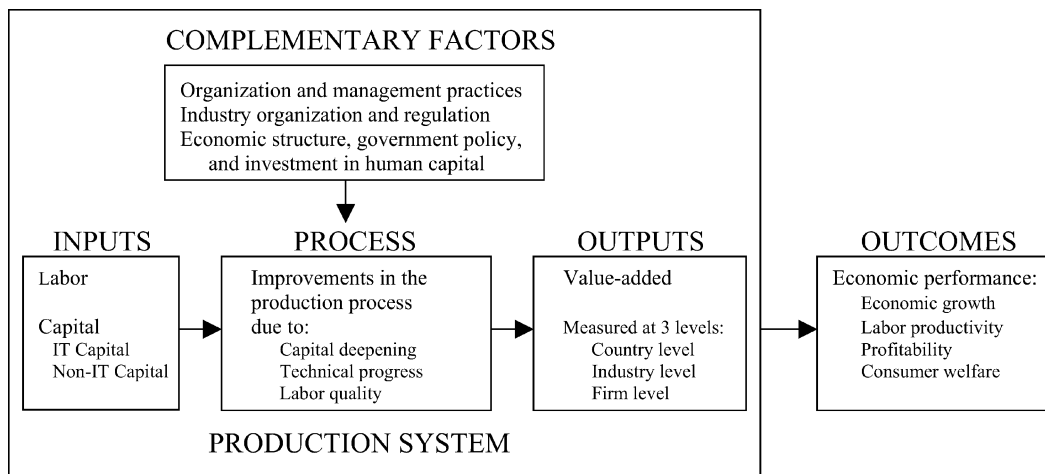 COMPLEMENTARY FACTORS
Organization and management practices
Industry organization and regulation
Economic structure, government policy,
and investment in human capital
INPUTS
Labor
Capital
IT Capital
Non-IT Capital
PROCESS
Improvements in the
production process
due to:
Capital deepening
Technical progress
Labor quality
OUTPUTS
Value-added
Measured at 3 levels:
Country level
Industry level
Firm level
OUTCOMES
Economic performance:
Economic growth
Labor productivity
Profitability
Consumer welfare
PRODUCTION SYSTEM